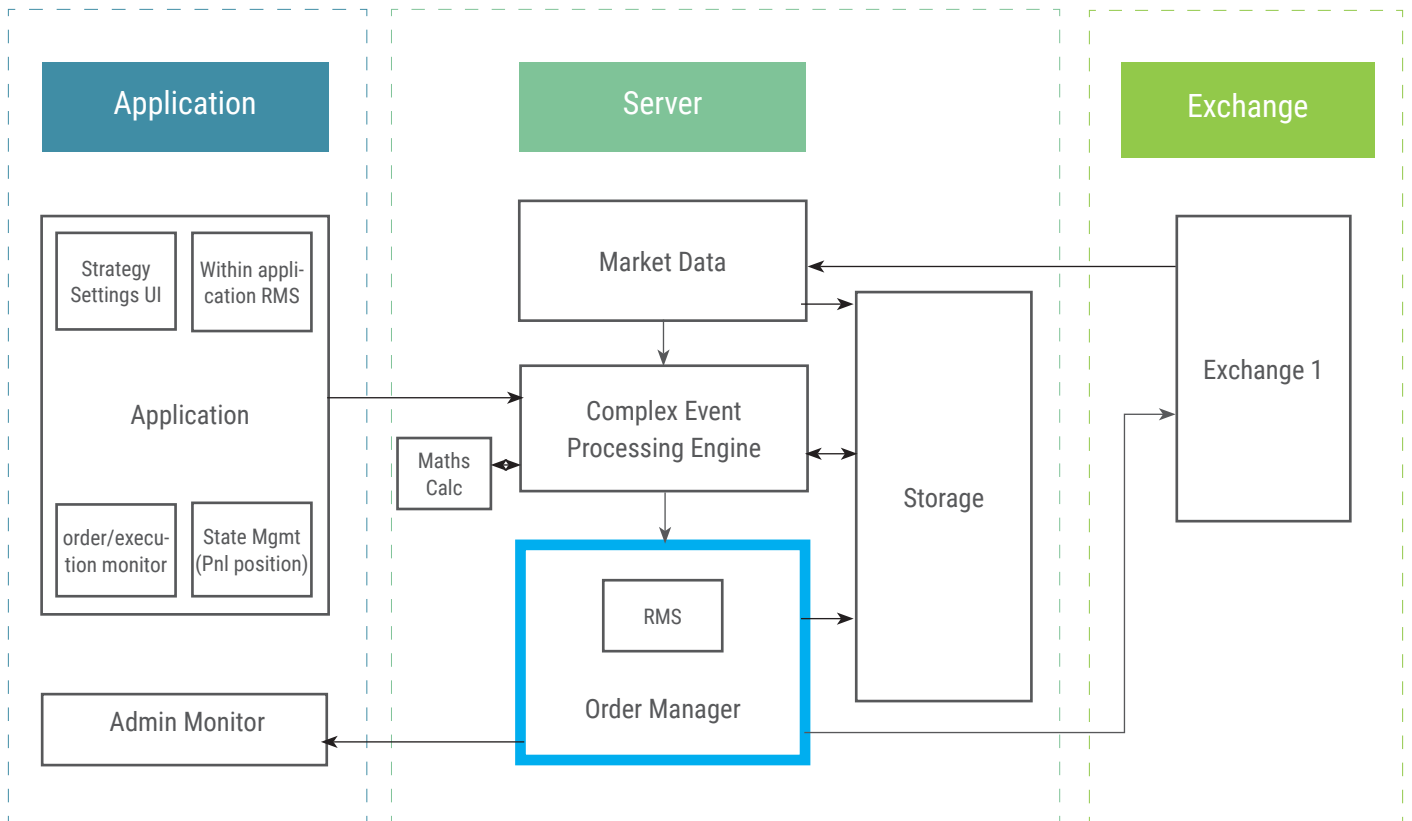 Application
Server
Exchange
Strategy
Settings UI
Within appli-
cation RMS
Application
order/execu-
tion monitor
State Mgmt
(Pnl position)
Admin Monitor
Market Data
Complex Event
Processing Engine
Maths
Calc
RMS
Order Manager
Storage
Exchange 1